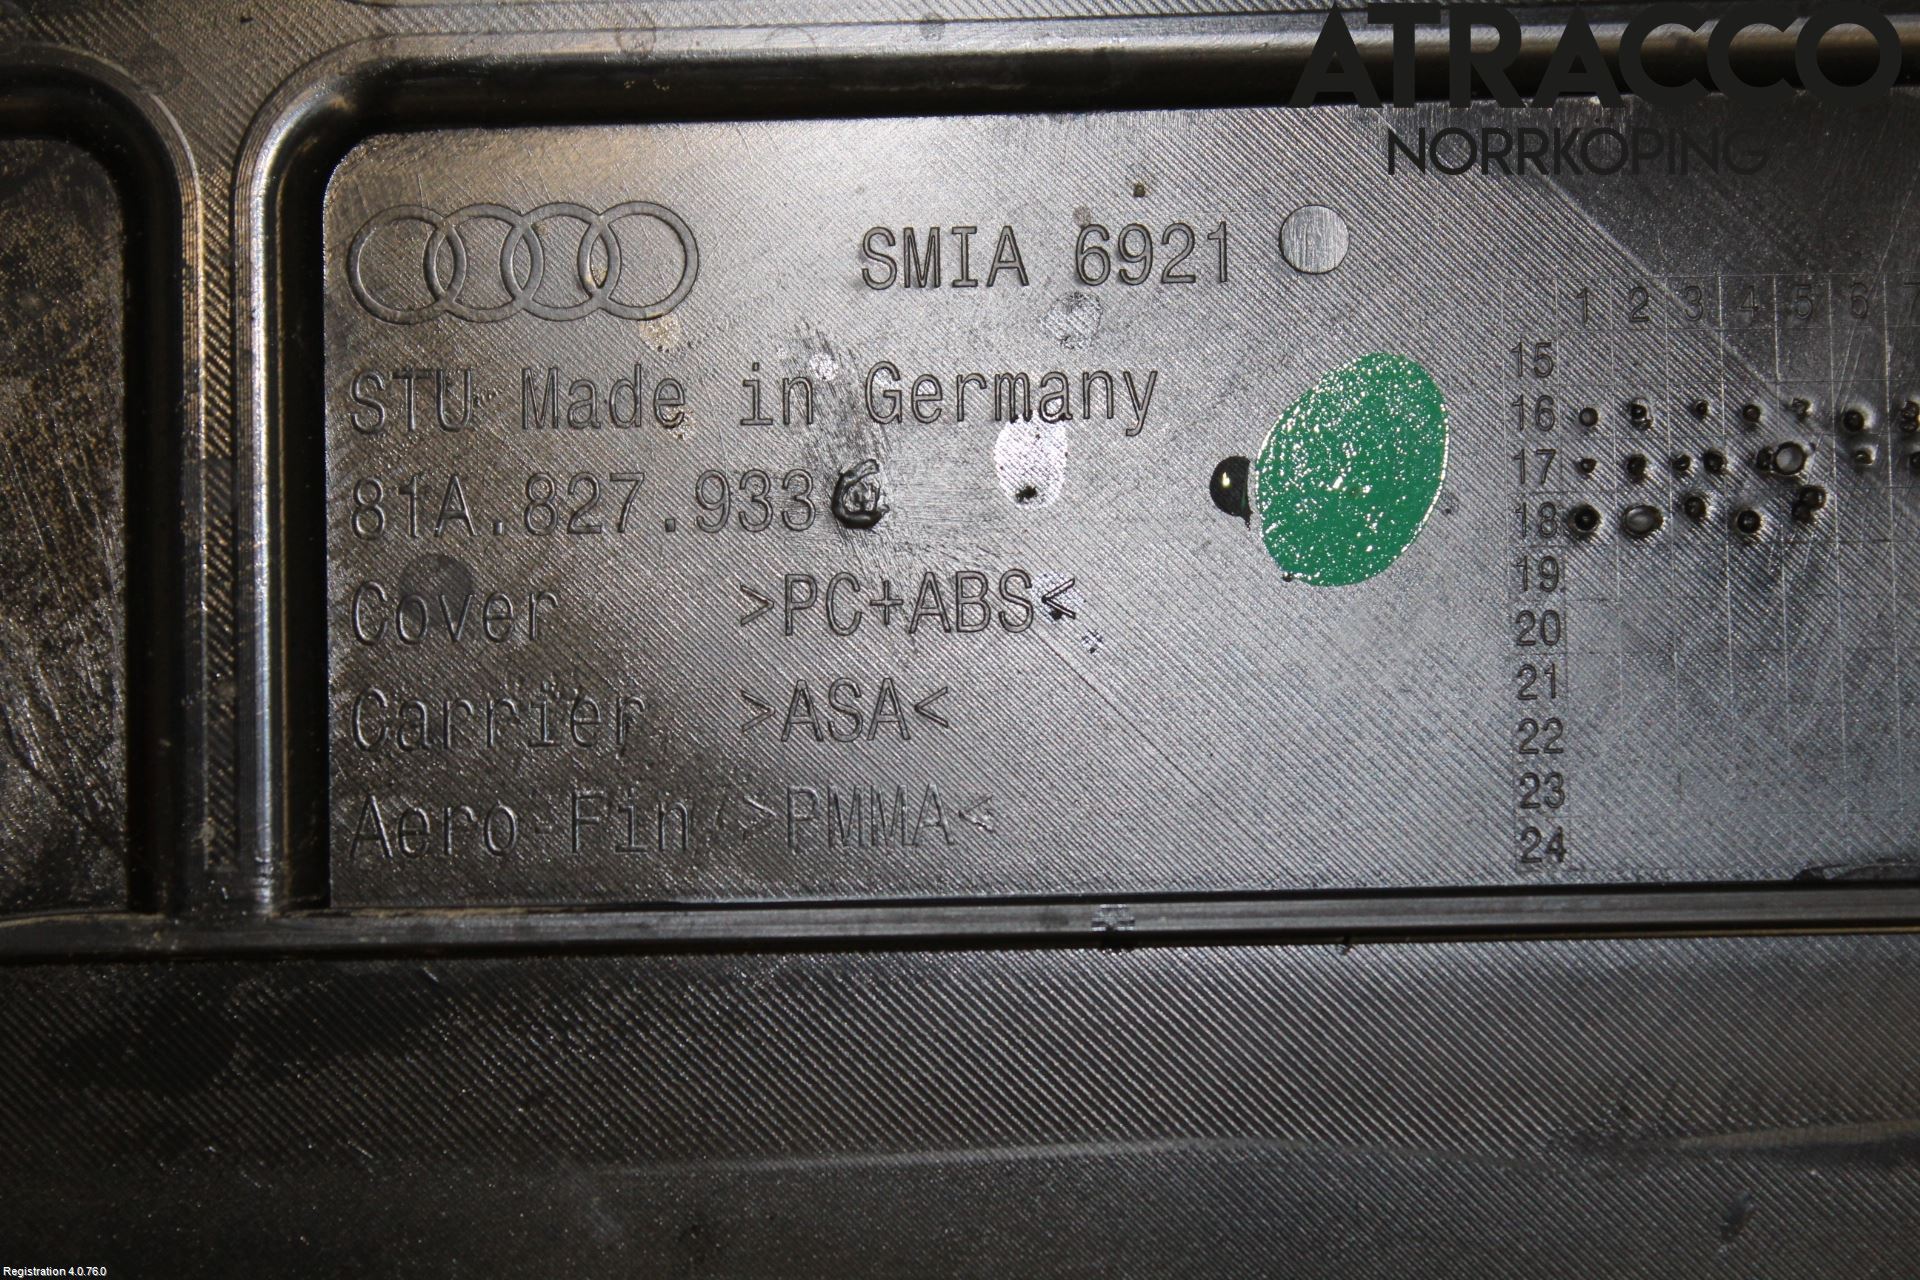 ATRACCO
NORRKÖPING
SMIA 6921
STU Made in Germany
81A.827.933
Cover >PC+ABS<
Carrier >ASA<
Aero-Fin >PMMA<
1 2 3 4 5 6 7
15
16
17
18
19
20
21
22
23
24
Registration 4.0.76.0